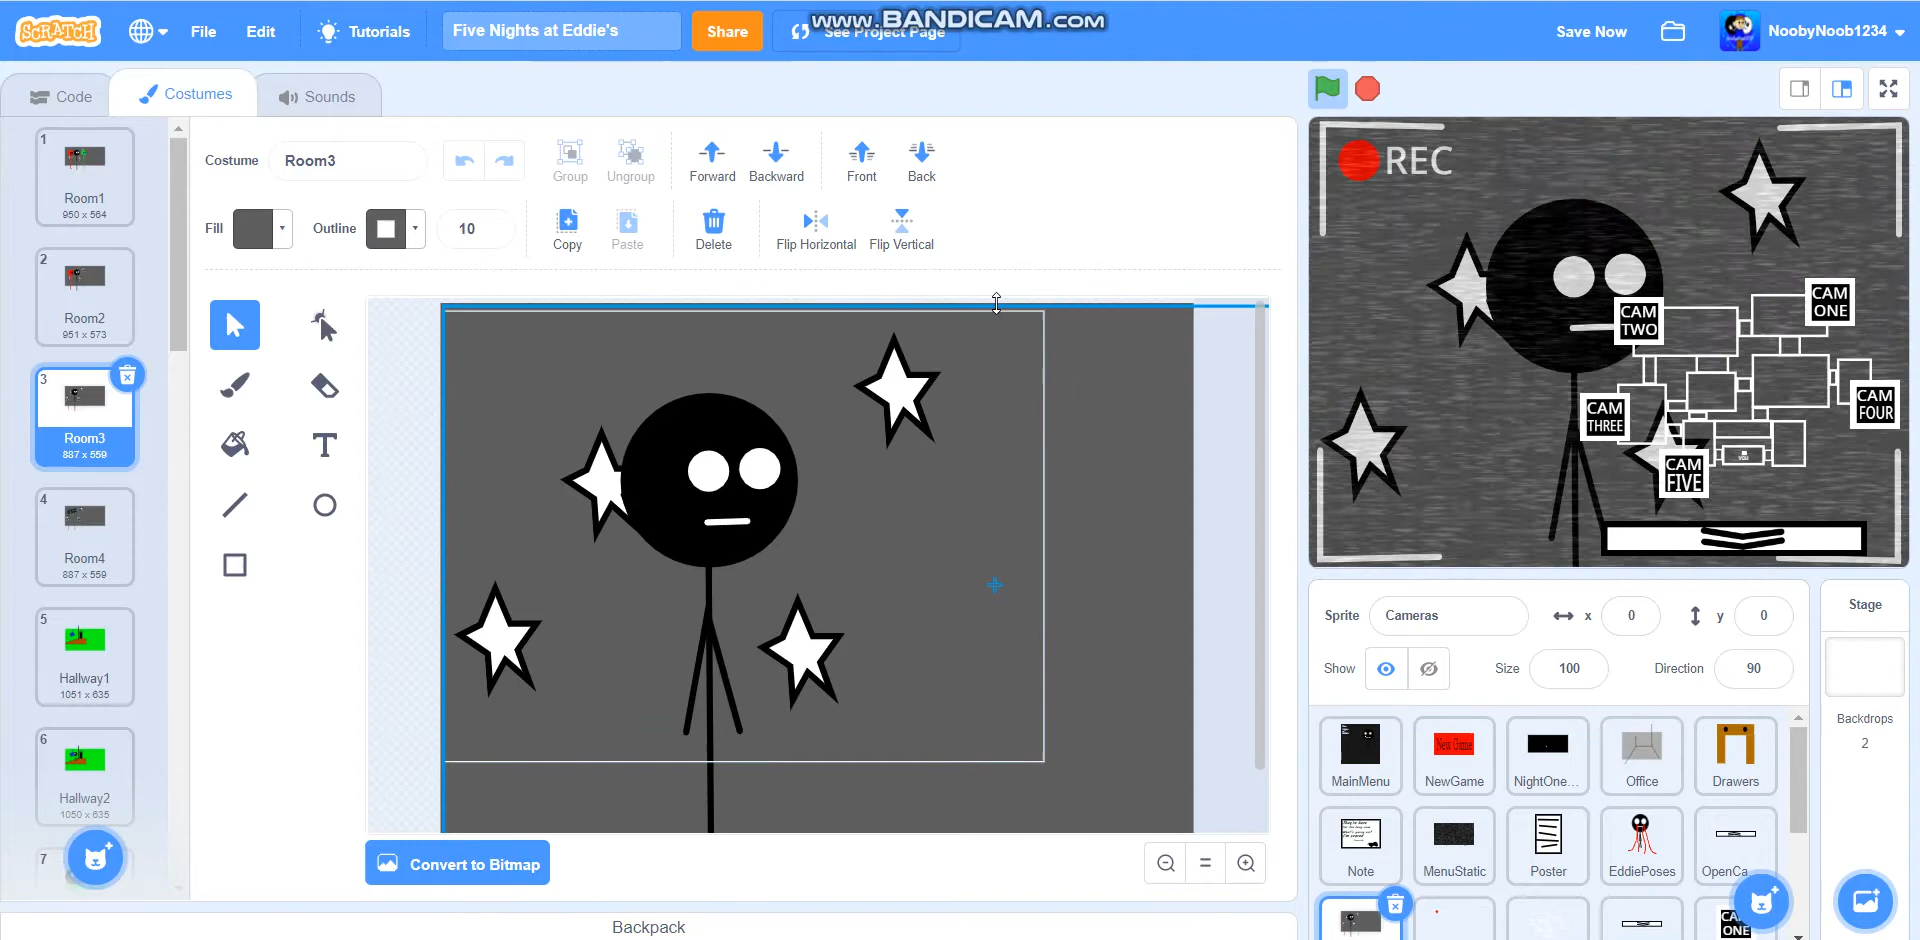 www.BANDICAM.com
SCRATCH
File
Edit
Tutorials
Five Nights at Eddie's
Share
See Project Page
Save Now
NoobyNoob1234
Code
Costumes
Sounds
1
Room1
950 x 564
2
Room2
951 x 573
3
Room3
887 x 559
4
Room4
887 x 559
5
Hallway1
1051 x 635
6
Hallway2
1050 x 635
7
Costume
Room3
Group
Ungroup
Forward
Backward
Front
Back
Fill
Outline
10
Copy
Paste
Delete
Flip Horizontal
Flip Vertical
Convert to Bitmap
Backpack
REC
CAM
ONE
CAM
TWO
CAM
THREE
CAM
FOUR
CAM
FIVE
YOU
Sprite
Cameras
x
0
y
0
Show
Size
100
Direction
90
Stage
Backdrops
2
MainMenu
New Game
NewGame
NightOne...
Office
Drawers
Note
MenuStatic
Poster
EddiePoses
OpenCa
CA
ONE